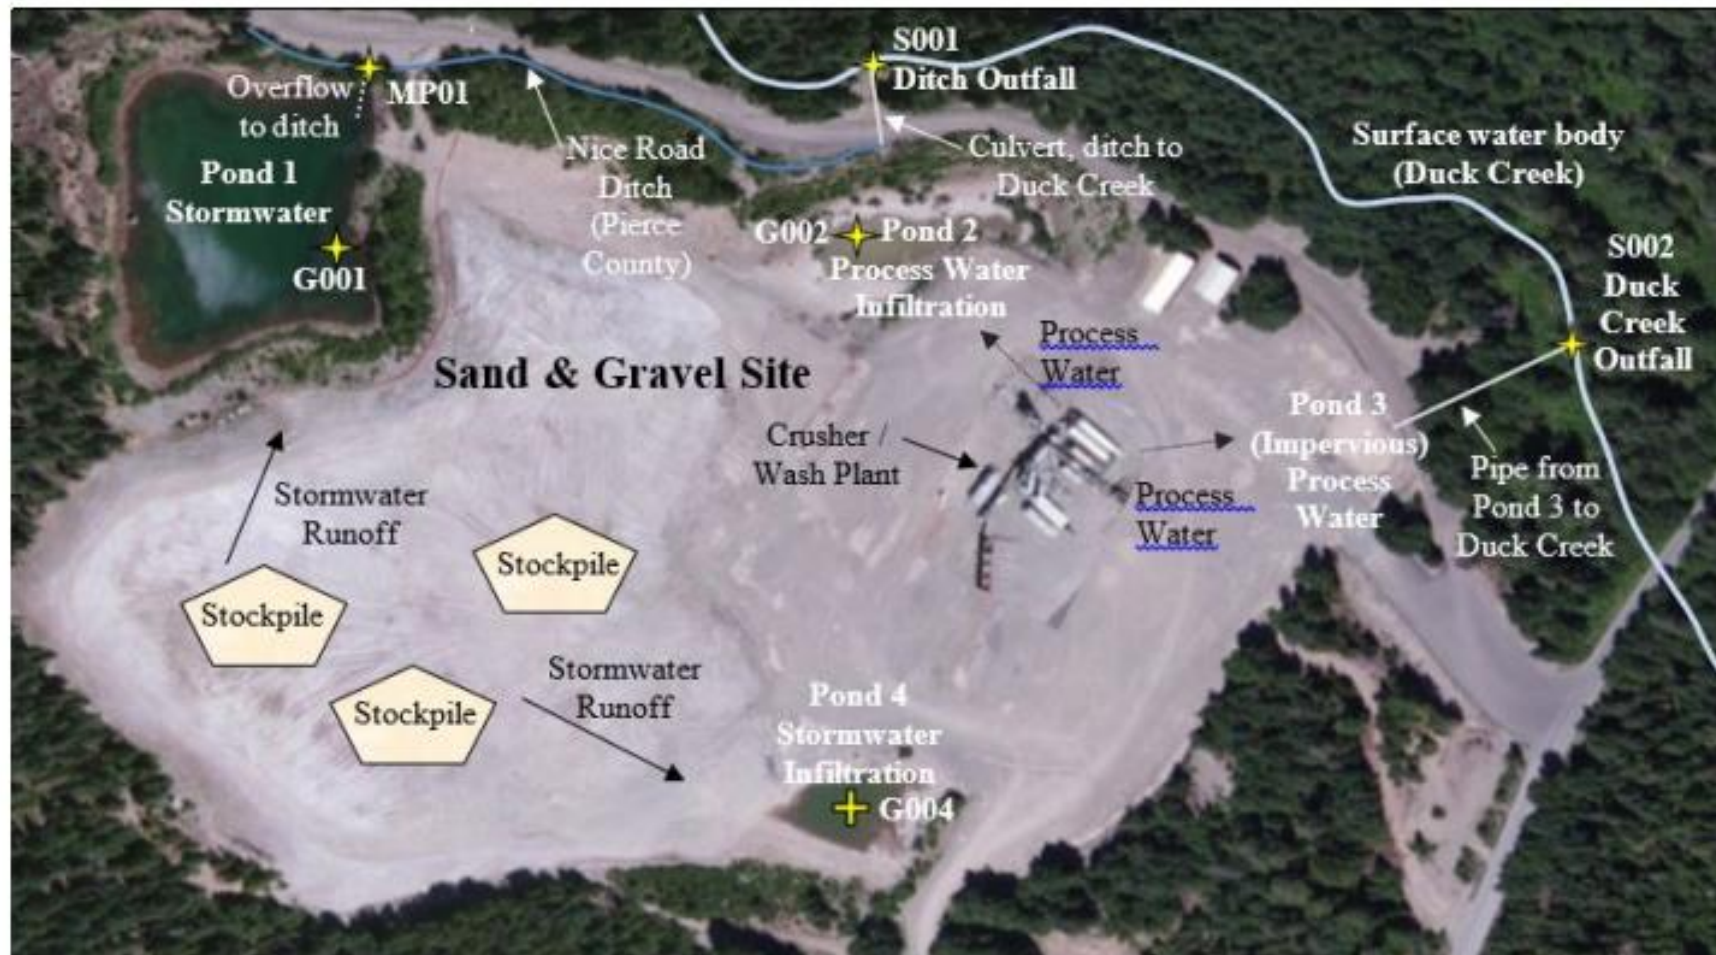 S001
Ditch Outfall
Overflow
to ditch
MP01
Pond 1
Stormwater
G001
Nice Road
Ditch
(Pierce
County)
Culvert, ditch to
Duck Creek
Surface water body
(Duck Creek)
G002
Pond 2
Process Water
Infiltration
S002
Duck
Creek
Outfall
Process
Water
Sand & Gravel Site
Crusher /
Wash Plant
Pond 3
(Impervious)
Process
Water
Process
Water
Pipe from
Pond 3 to
Duck Creek
Stormwater
Runoff
Stockpile
Stockpile
Stockpile
Stormwater
Runoff
Pond 4
Stormwater
Infiltration
G004